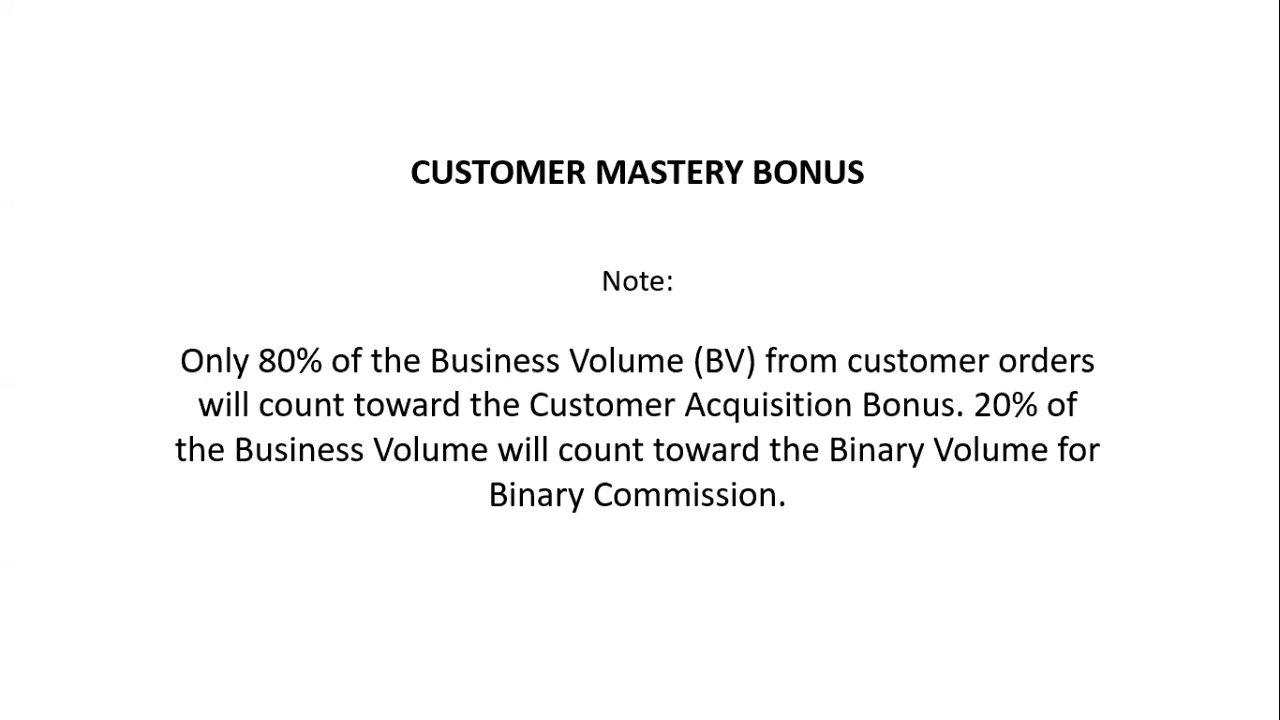 CUSTOMER MASTERY BONUS
Note:
Only 80% of the Business Volume (BV) from customer orders
will count toward the Customer Acquisition Bonus. 20% of
the Business Volume will count toward the Binary Volume for
Binary Commission.